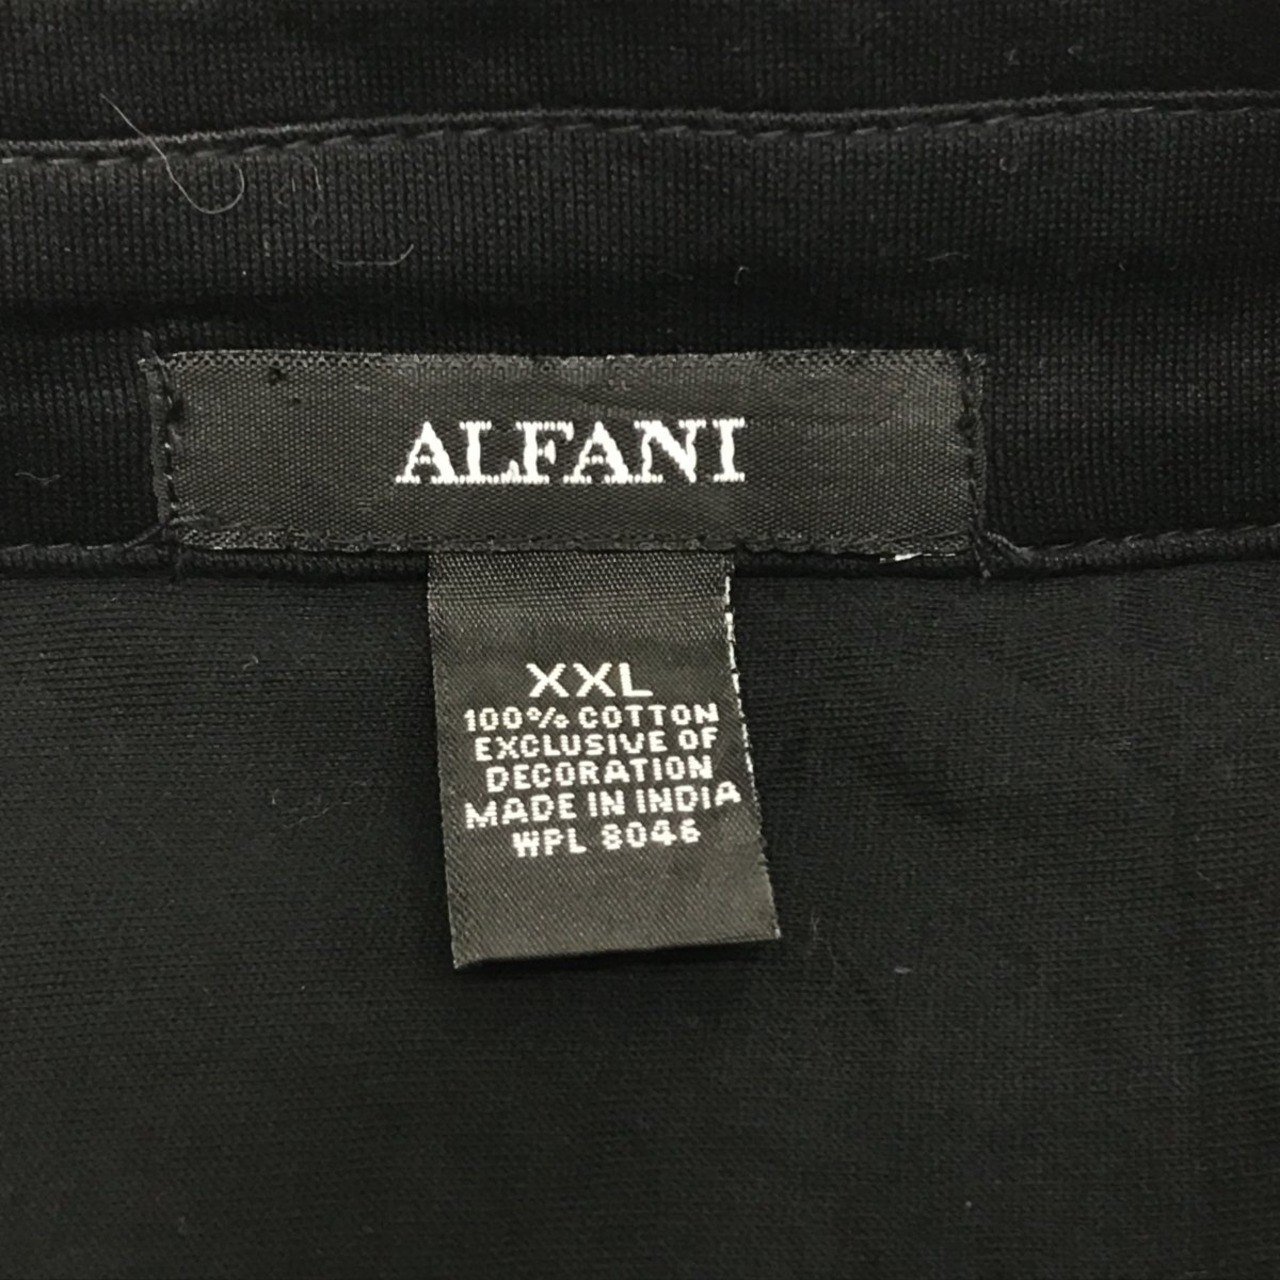 ALFANI
XXL
100% COTTON
EXCLUSIVE OF
DECORATION
MADE IN INDIA
WPL 8046